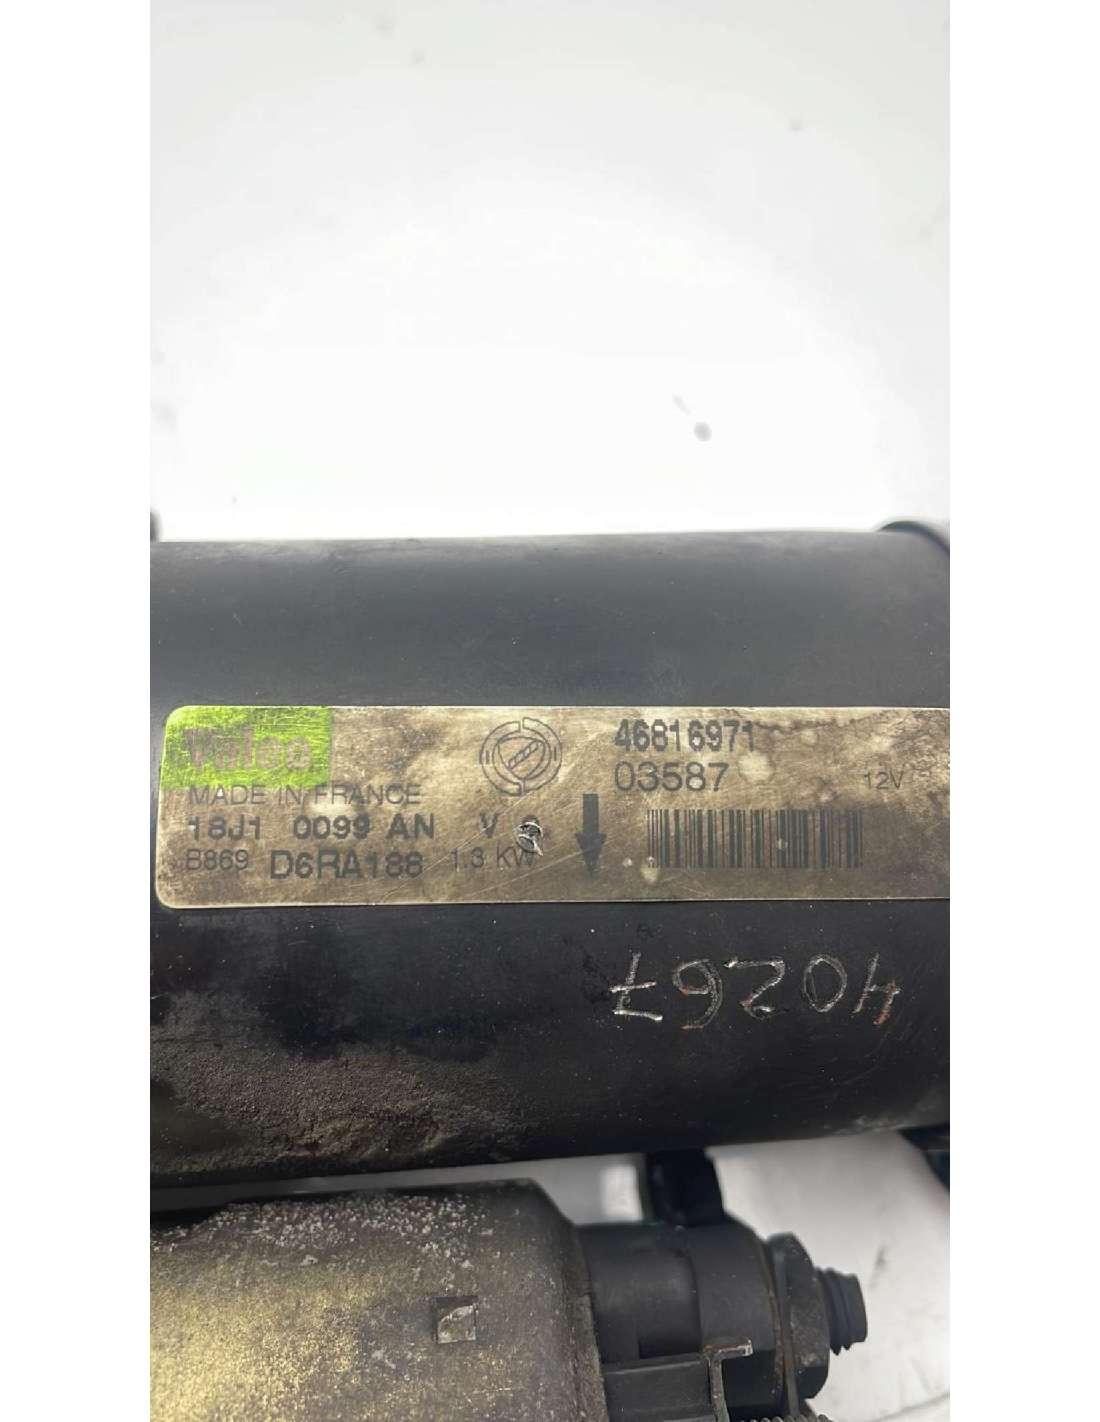 Valeo
46816971
MADE IN FRANCE
03587
12V
18J1 0099 AN V
B869 D6RA188 1.3 KW
40267